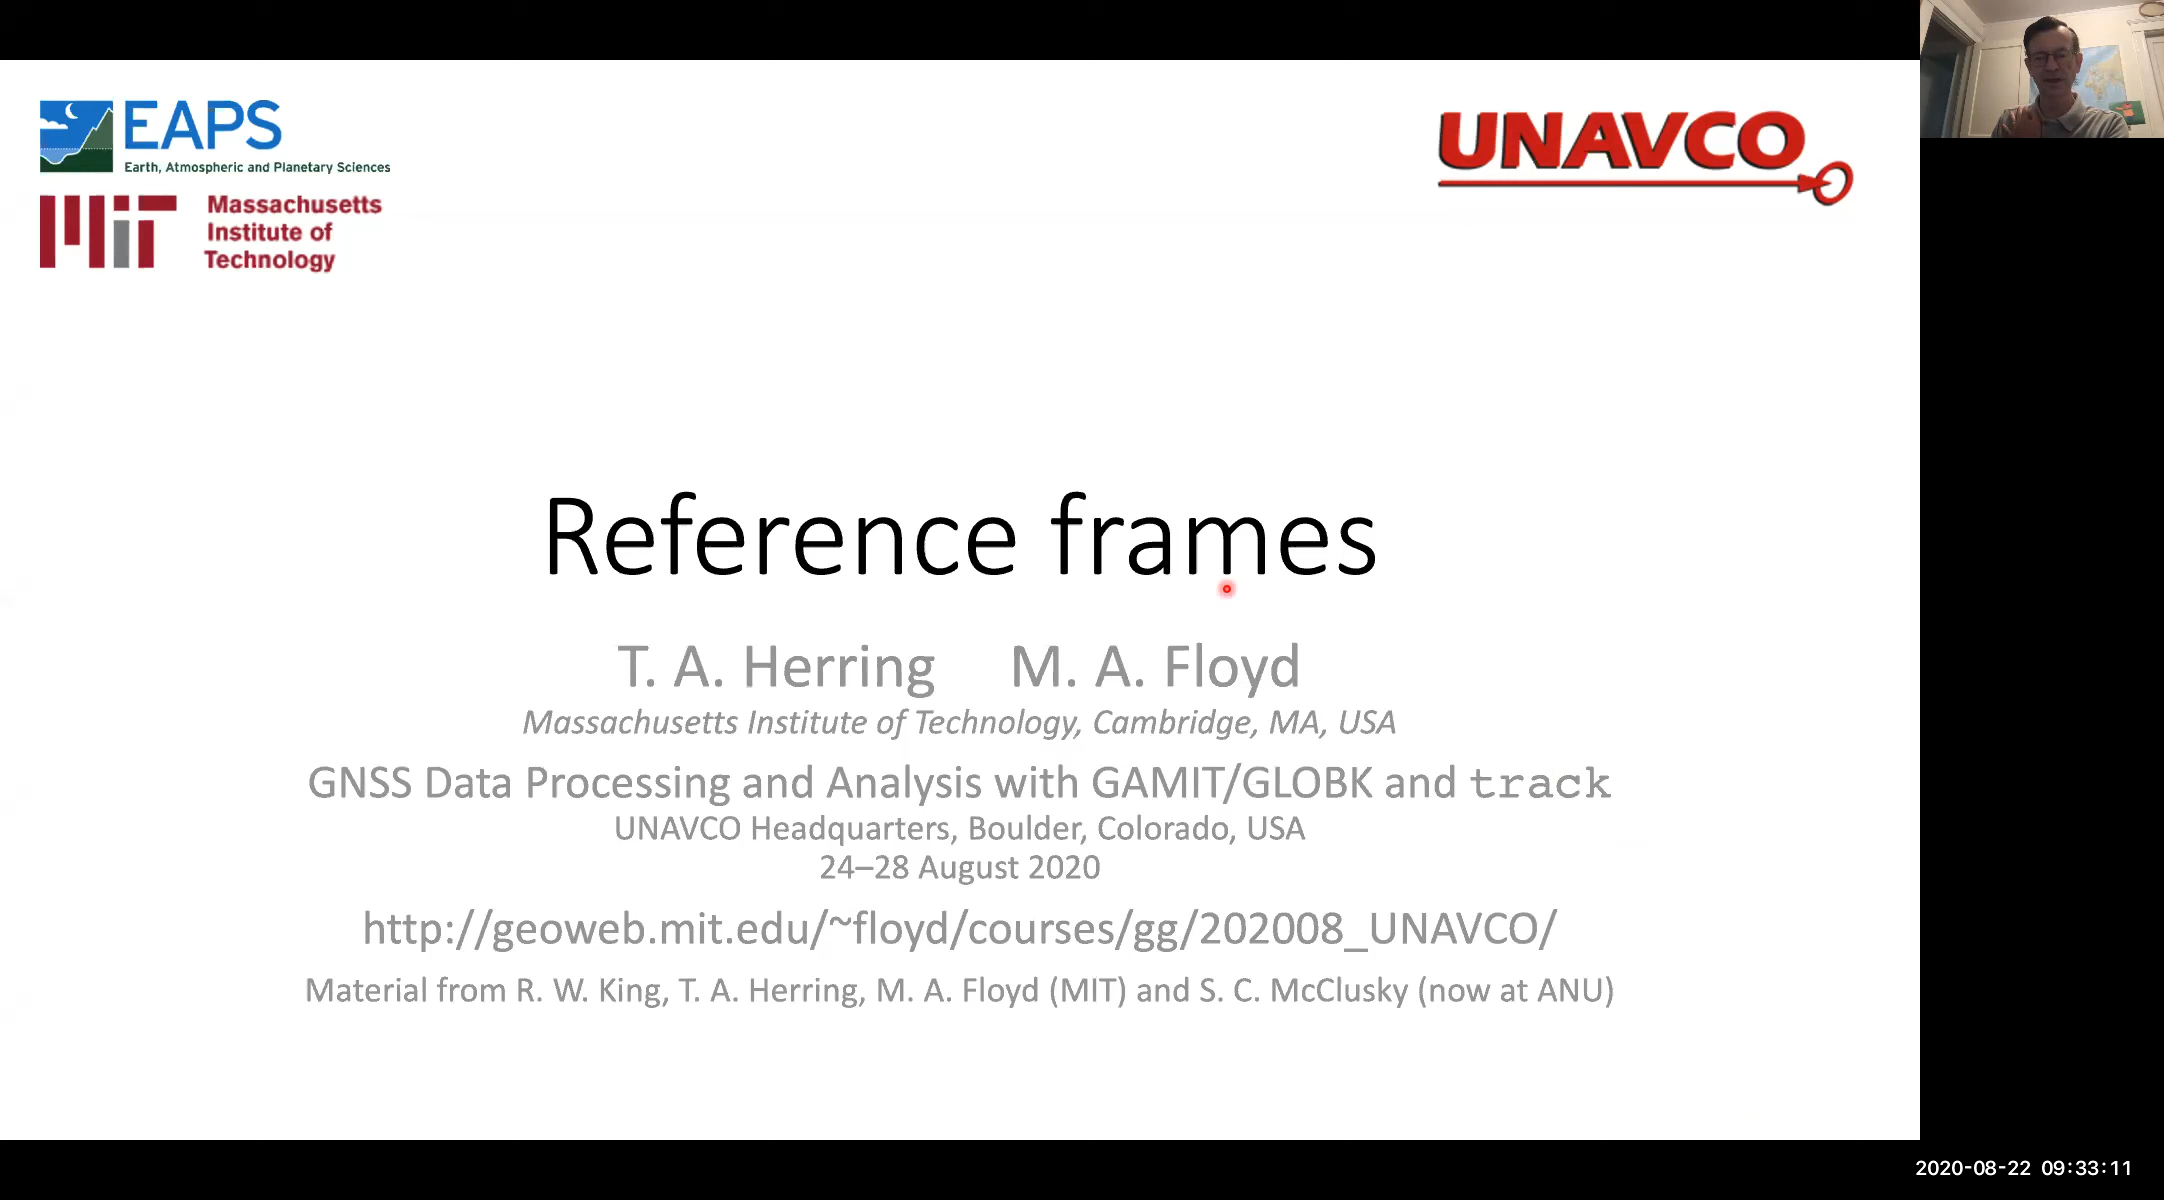 EAPS
Earth, Atmospheric and Planetary Sciences
MIT
Massachusetts
Institute of
Technology
UNAVCO
Reference frames
T. A. Herring M. A. Floyd
Massachusetts Institute of Technology, Cambridge, MA, USA
GNSS Data Processing and Analysis with GAMIT/GLOBK and track
UNAVCO Headquarters, Boulder, Colorado, USA
24–28 August 2020
http://geoweb.mit.edu/~floyd/courses/gg/202008_UNAVCO/
Material from R. W. King, T. A. Herring, M. A. Floyd (MIT) and S. C. McClusky (now at ANU)
2020-08-22 09:33:11